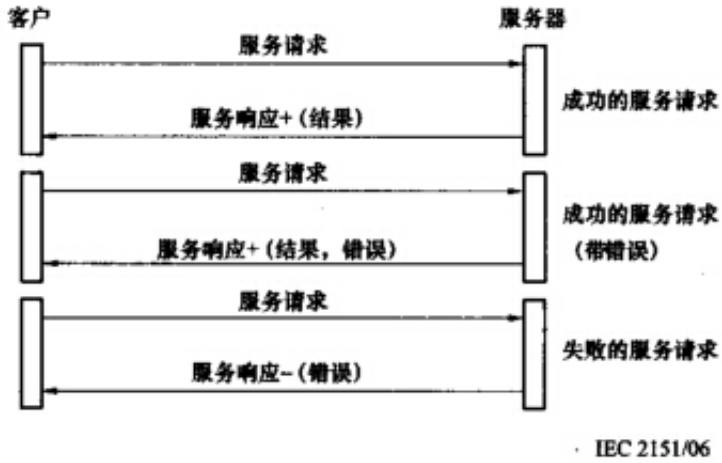 客户 服务器
服务请求
服务响应+(结果)
成功的服务请求
服务请求
服务响应+(结果，错误)
成功的服务请求
(带错误)
服务请求
服务响应-(错误)
失败的服务请求
IEC 2151/06